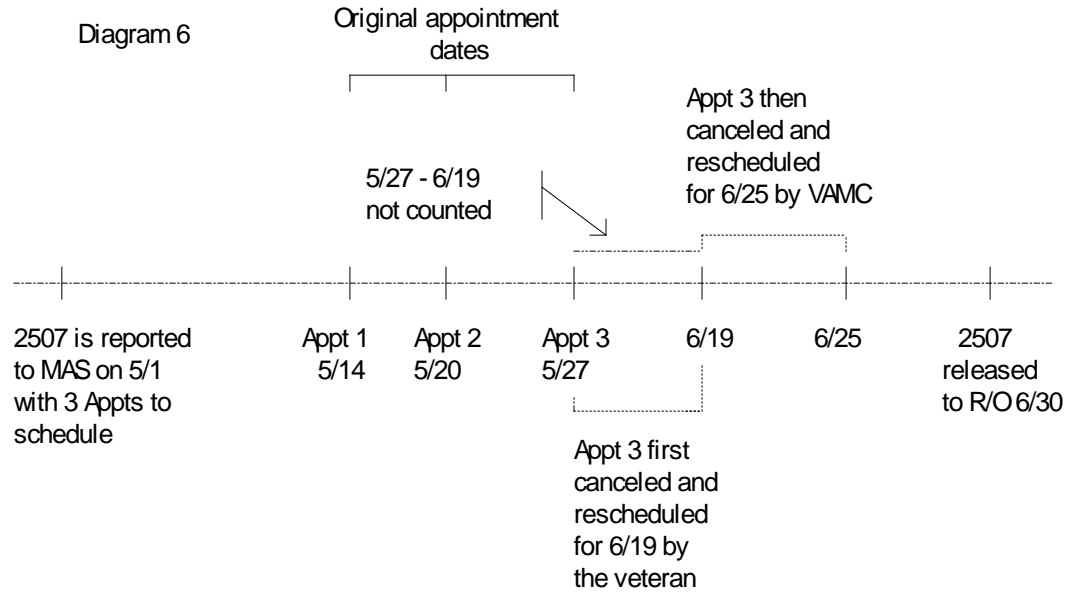 Diagram 6
Original appointment
dates
Appt 3 then
canceled and
rescheduled
for 6/25 by VAMC
5/27 - 6/19
not counted
2507 is reported
to MAS on 5/1
with 3 Appts to
schedule
Appt 1
5/14
Appt 2
5/20
Appt 3
5/27
6/19
6/25
2507
released
to R/O 6/30
Appt 3 first
canceled and
rescheduled
for 6/19 by
the veteran